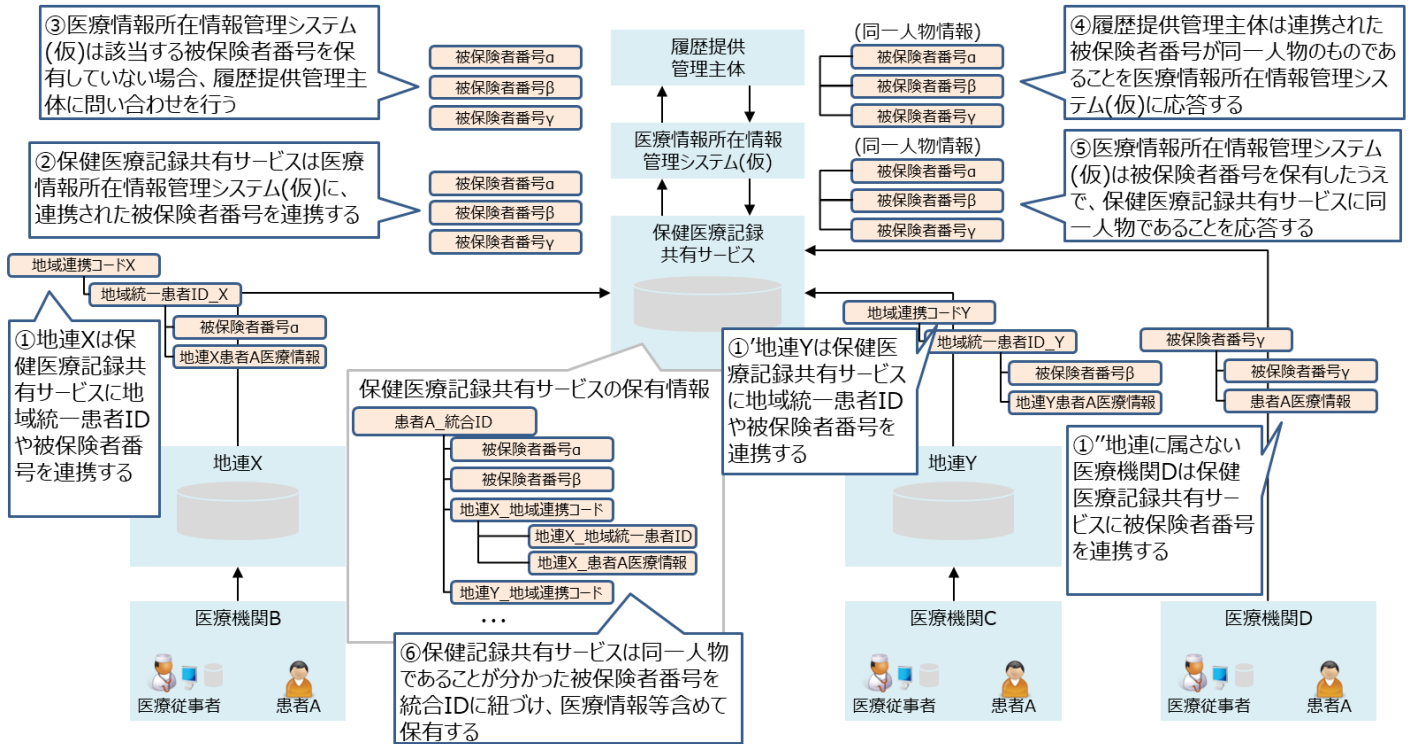 ③医療情報所在情報管理システム
(仮)は該当する被保険者番号を保
有していない場合、履歴提供管理主
体に問い合わせを行う
被保険者番号α
被保険者番号β
被保険者番号γ
履歴提供
管理主体
(同一人物情報)
被保険者番号α
被保険者番号β
被保険者番号γ
④履歴提供管理主体は連携された
被保険者番号が同一人物のものであ
ることを医療情報所在情報管理シス
テム(仮)に応答する
②保健医療記録共有サービスは医療
情報所在情報管理システム(仮)に、
連携された被保険者番号を連携する
被保険者番号α
被保険者番号β
被保険者番号γ
医療情報所在情報
管理システム(仮)
(同一人物情報)
被保険者番号α
被保険者番号β
被保険者番号γ
⑤医療情報所在情報管理システム
(仮)は被保険者番号を保有したうえ
で、保健医療記録共有サービスに同
一人物であることを応答する
保健医療記録
共有サービス
地域連携コードX
地域統一患者ID_X
被保険者番号α
地連X患者A医療情報
①地連Xは保
健医療記録共
有サービスに地
域統一患者ID
や被保険者番
号を連携する
地連X
医療機関B
医療従事者
患者A
保健医療記録共有サービスの保有情報
患者A_統合ID
被保険者番号α
被保険者番号β
地連X_地域連携コード
地連X_地域統一患者ID
地連X_患者A医療情報
地連Y_地域連携コード
…
⑥保健記録共有サービスは同一人物
であることが分かった被保険者番号を
統合IDに紐づけ、医療情報等含めて
保有する
地域連携コードY
地域統一患者ID_Y
被保険者番号β
地連Y患者A医療情報
①’地連Yは保健医
療記録共有サービス
に地域統一患者ID
や被保険者番号を
連携する
地連Y
医療機関C
医療従事者
患者A
被保険者番号γ
被保険者番号γ
患者A医療情報
①’’地連に属さない
医療機関Dは保健
医療記録共有サー
ビスに被保険者番号
を連携する
医療機関D
医療従事者
患者A